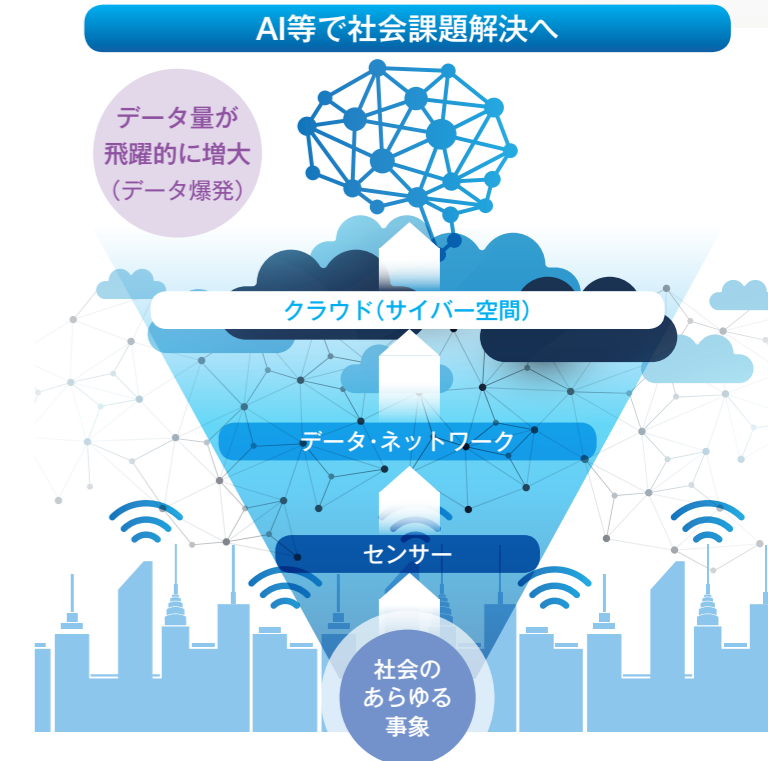 AI等で社会課題解決へ
データ量が
飛躍的に増大
（データ爆発）
クラウド（サイバー空間）
データ・ネットワーク
センサー
社会の
あらゆる
事象